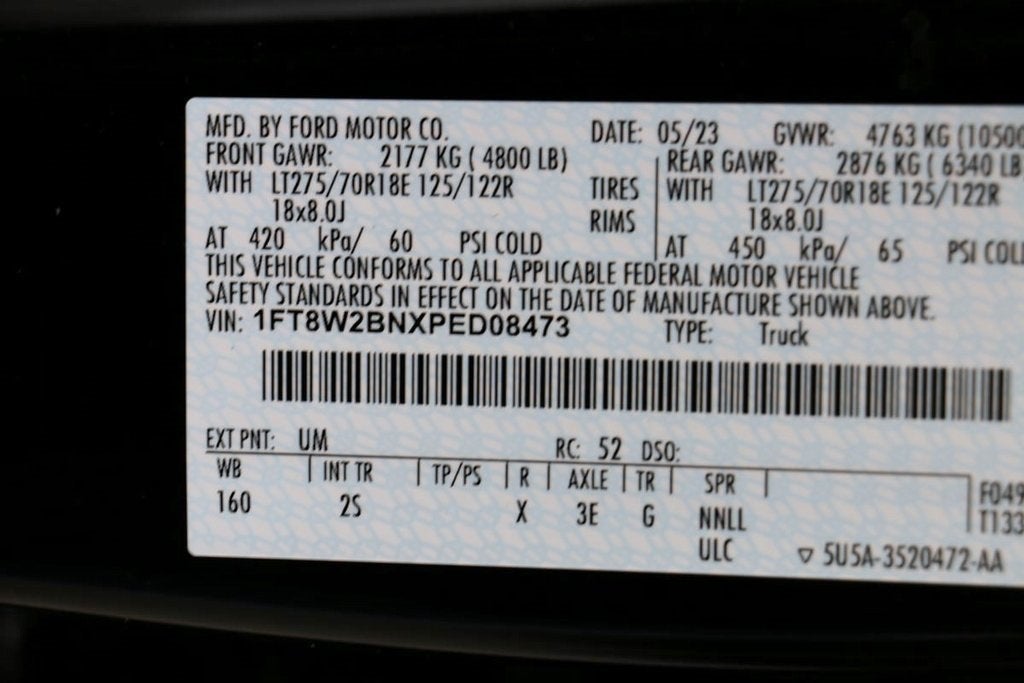 MFD. BY FORD MOTOR CO. DATE: 05/23 GVWR: 4763 KG (10500
FRONT GAWR: 2177 KG ( 4800 LB) REAR GAWR: 2876 KG ( 6340 LB
WITH LT275/70R18E 125/122R TIRES WITH LT275/70R18E 125/122R
18x8.0J RIMS 18x8.0J
AT 420 kPa/ 60 PSI COLD AT 450 kPa/ 65 PSI COLD
THIS VEHICLE CONFORMS TO ALL APPLICABLE FEDERAL MOTOR VEHICLE
SAFETY STANDARDS IN EFFECT ON THE DATE OF MANUFACTURE SHOWN ABOVE.
VIN: 1FT8W2BNXPED08473 TYPE: Truck
EXT PNT: UM RC: 52 DSO:
WB INT TR TP/PS R AXLE TR SPR F049
160 2S X 3E G NNLL T133
ULC ▽ 5U5A-3520472-AA